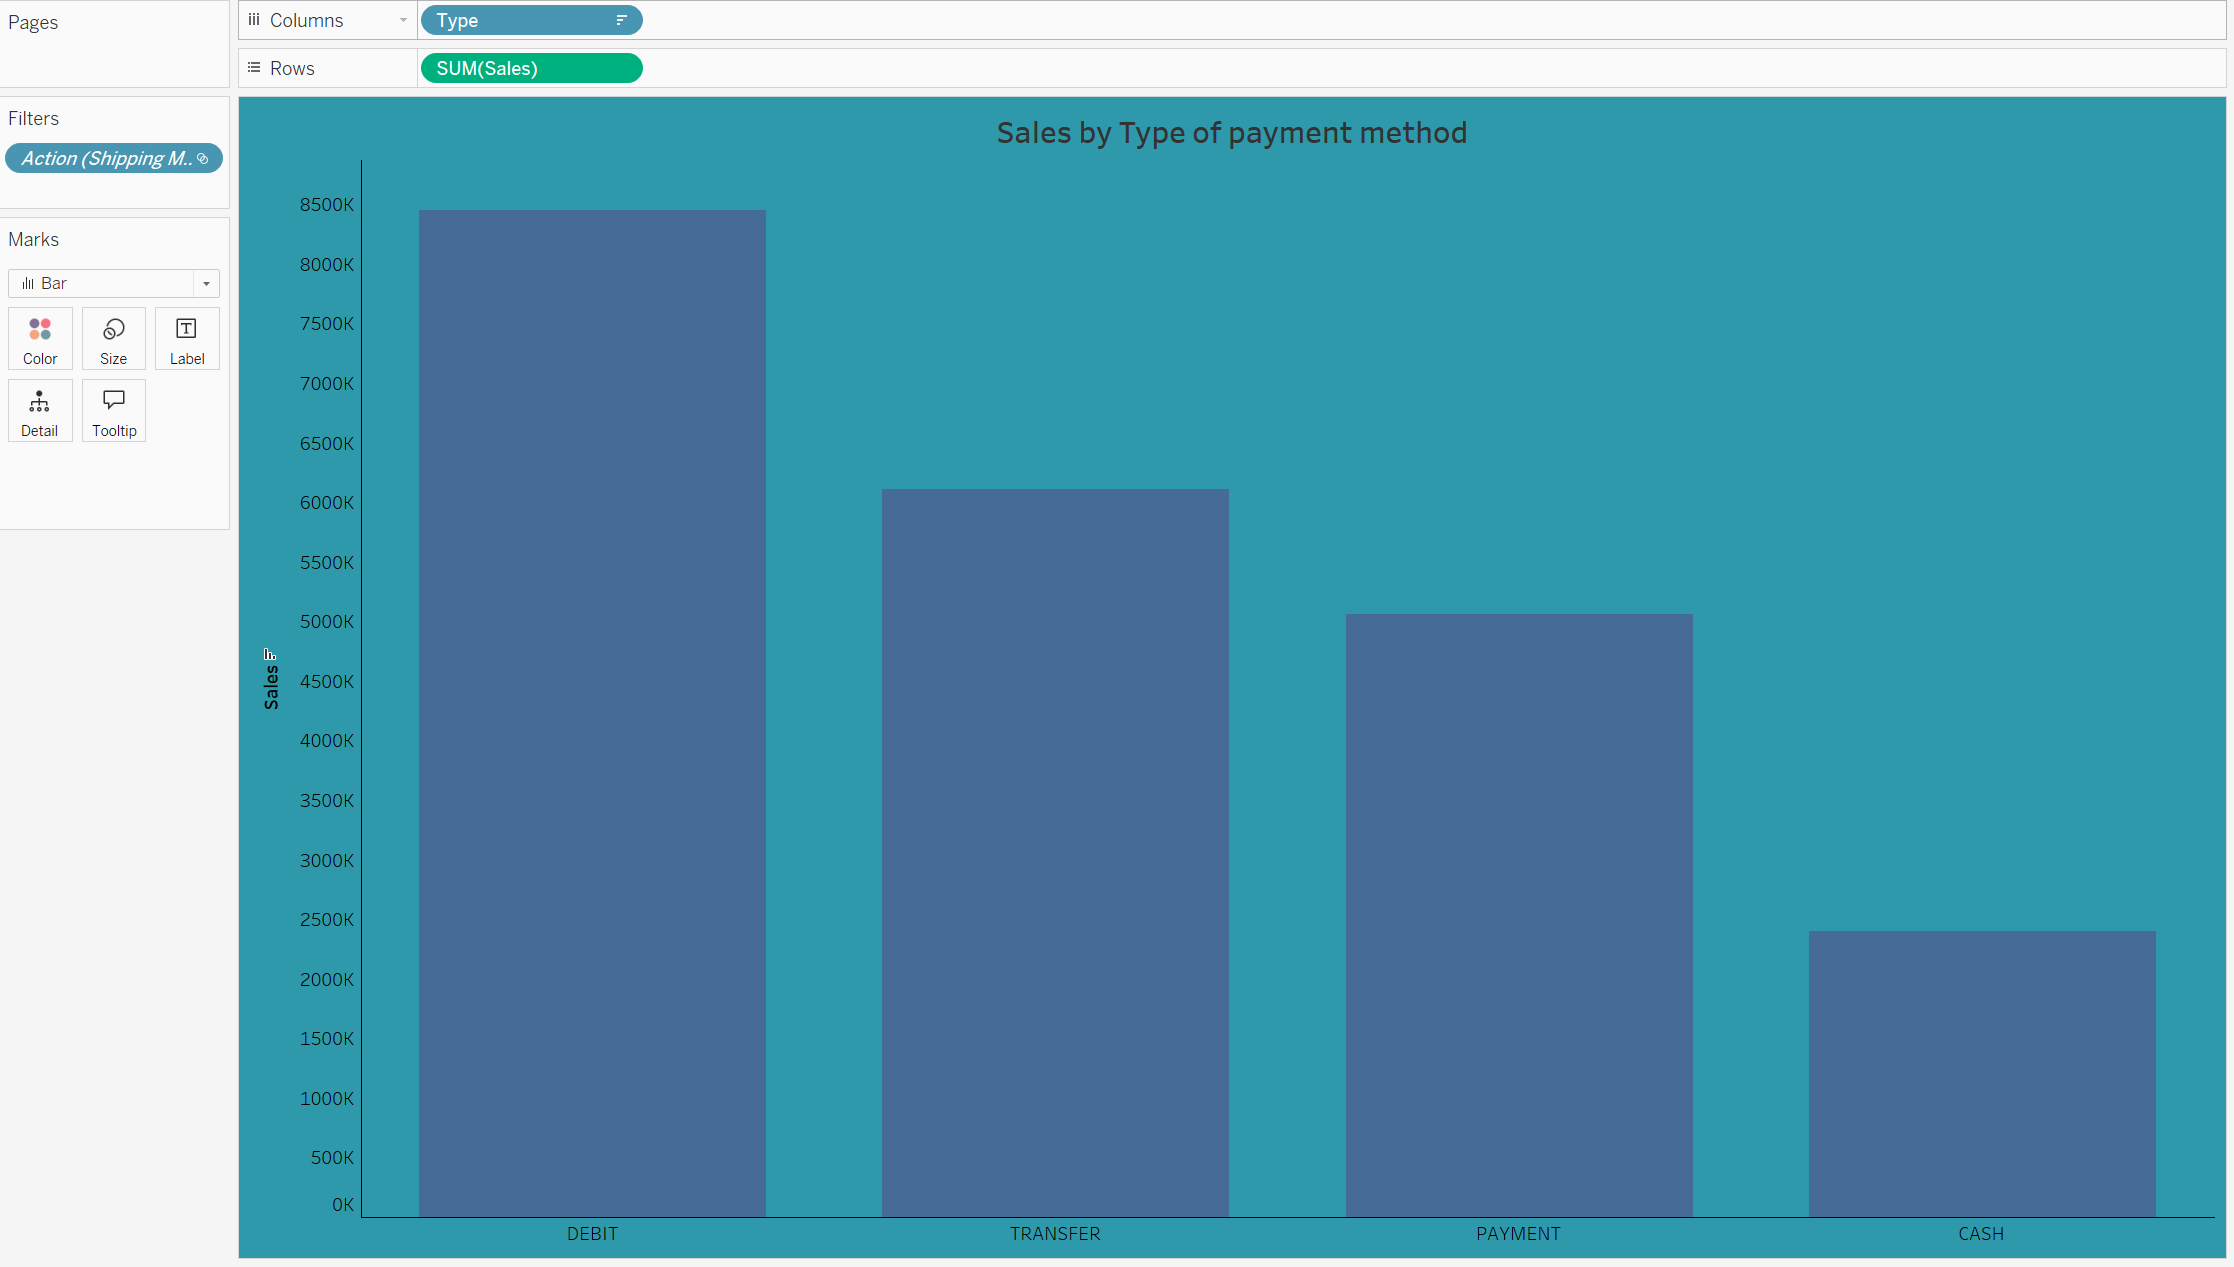 Pages
Columns
Type
Rows
SUM(Sales)
Filters
Action (Shipping M..
Marks
Bar
Color
Size
Label
Detail
Tooltip
Sales by Type of payment method
8500K
8000K
7500K
7000K
6500K
6000K
5500K
5000K
4500K
4000K
3500K
3000K
2500K
2000K
1500K
1000K
500K
0K
Sales
DEBIT
TRANSFER
PAYMENT
CASH